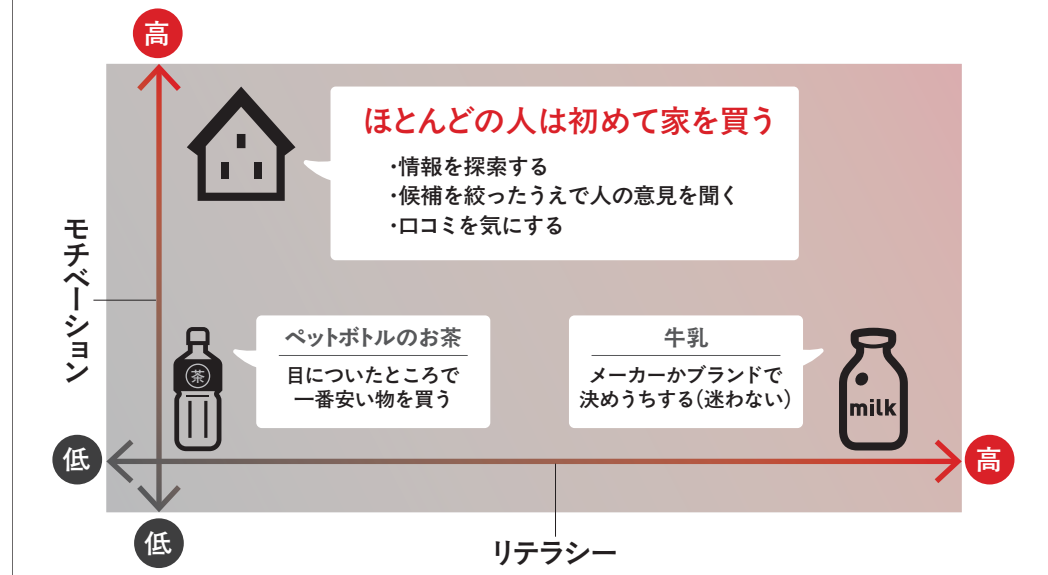 高
ほとんどの人は初めて家を買う
・情報を探索する
・候補を絞ったうえで人の意見を聞く
・口コミを気にする
モチベーション
ペットボトルのお茶
目についたところで
一番安い物を買う
茶
牛乳
メーカーかブランドで
決めうちする(迷わない)
milk
低
高
低
リテラシー